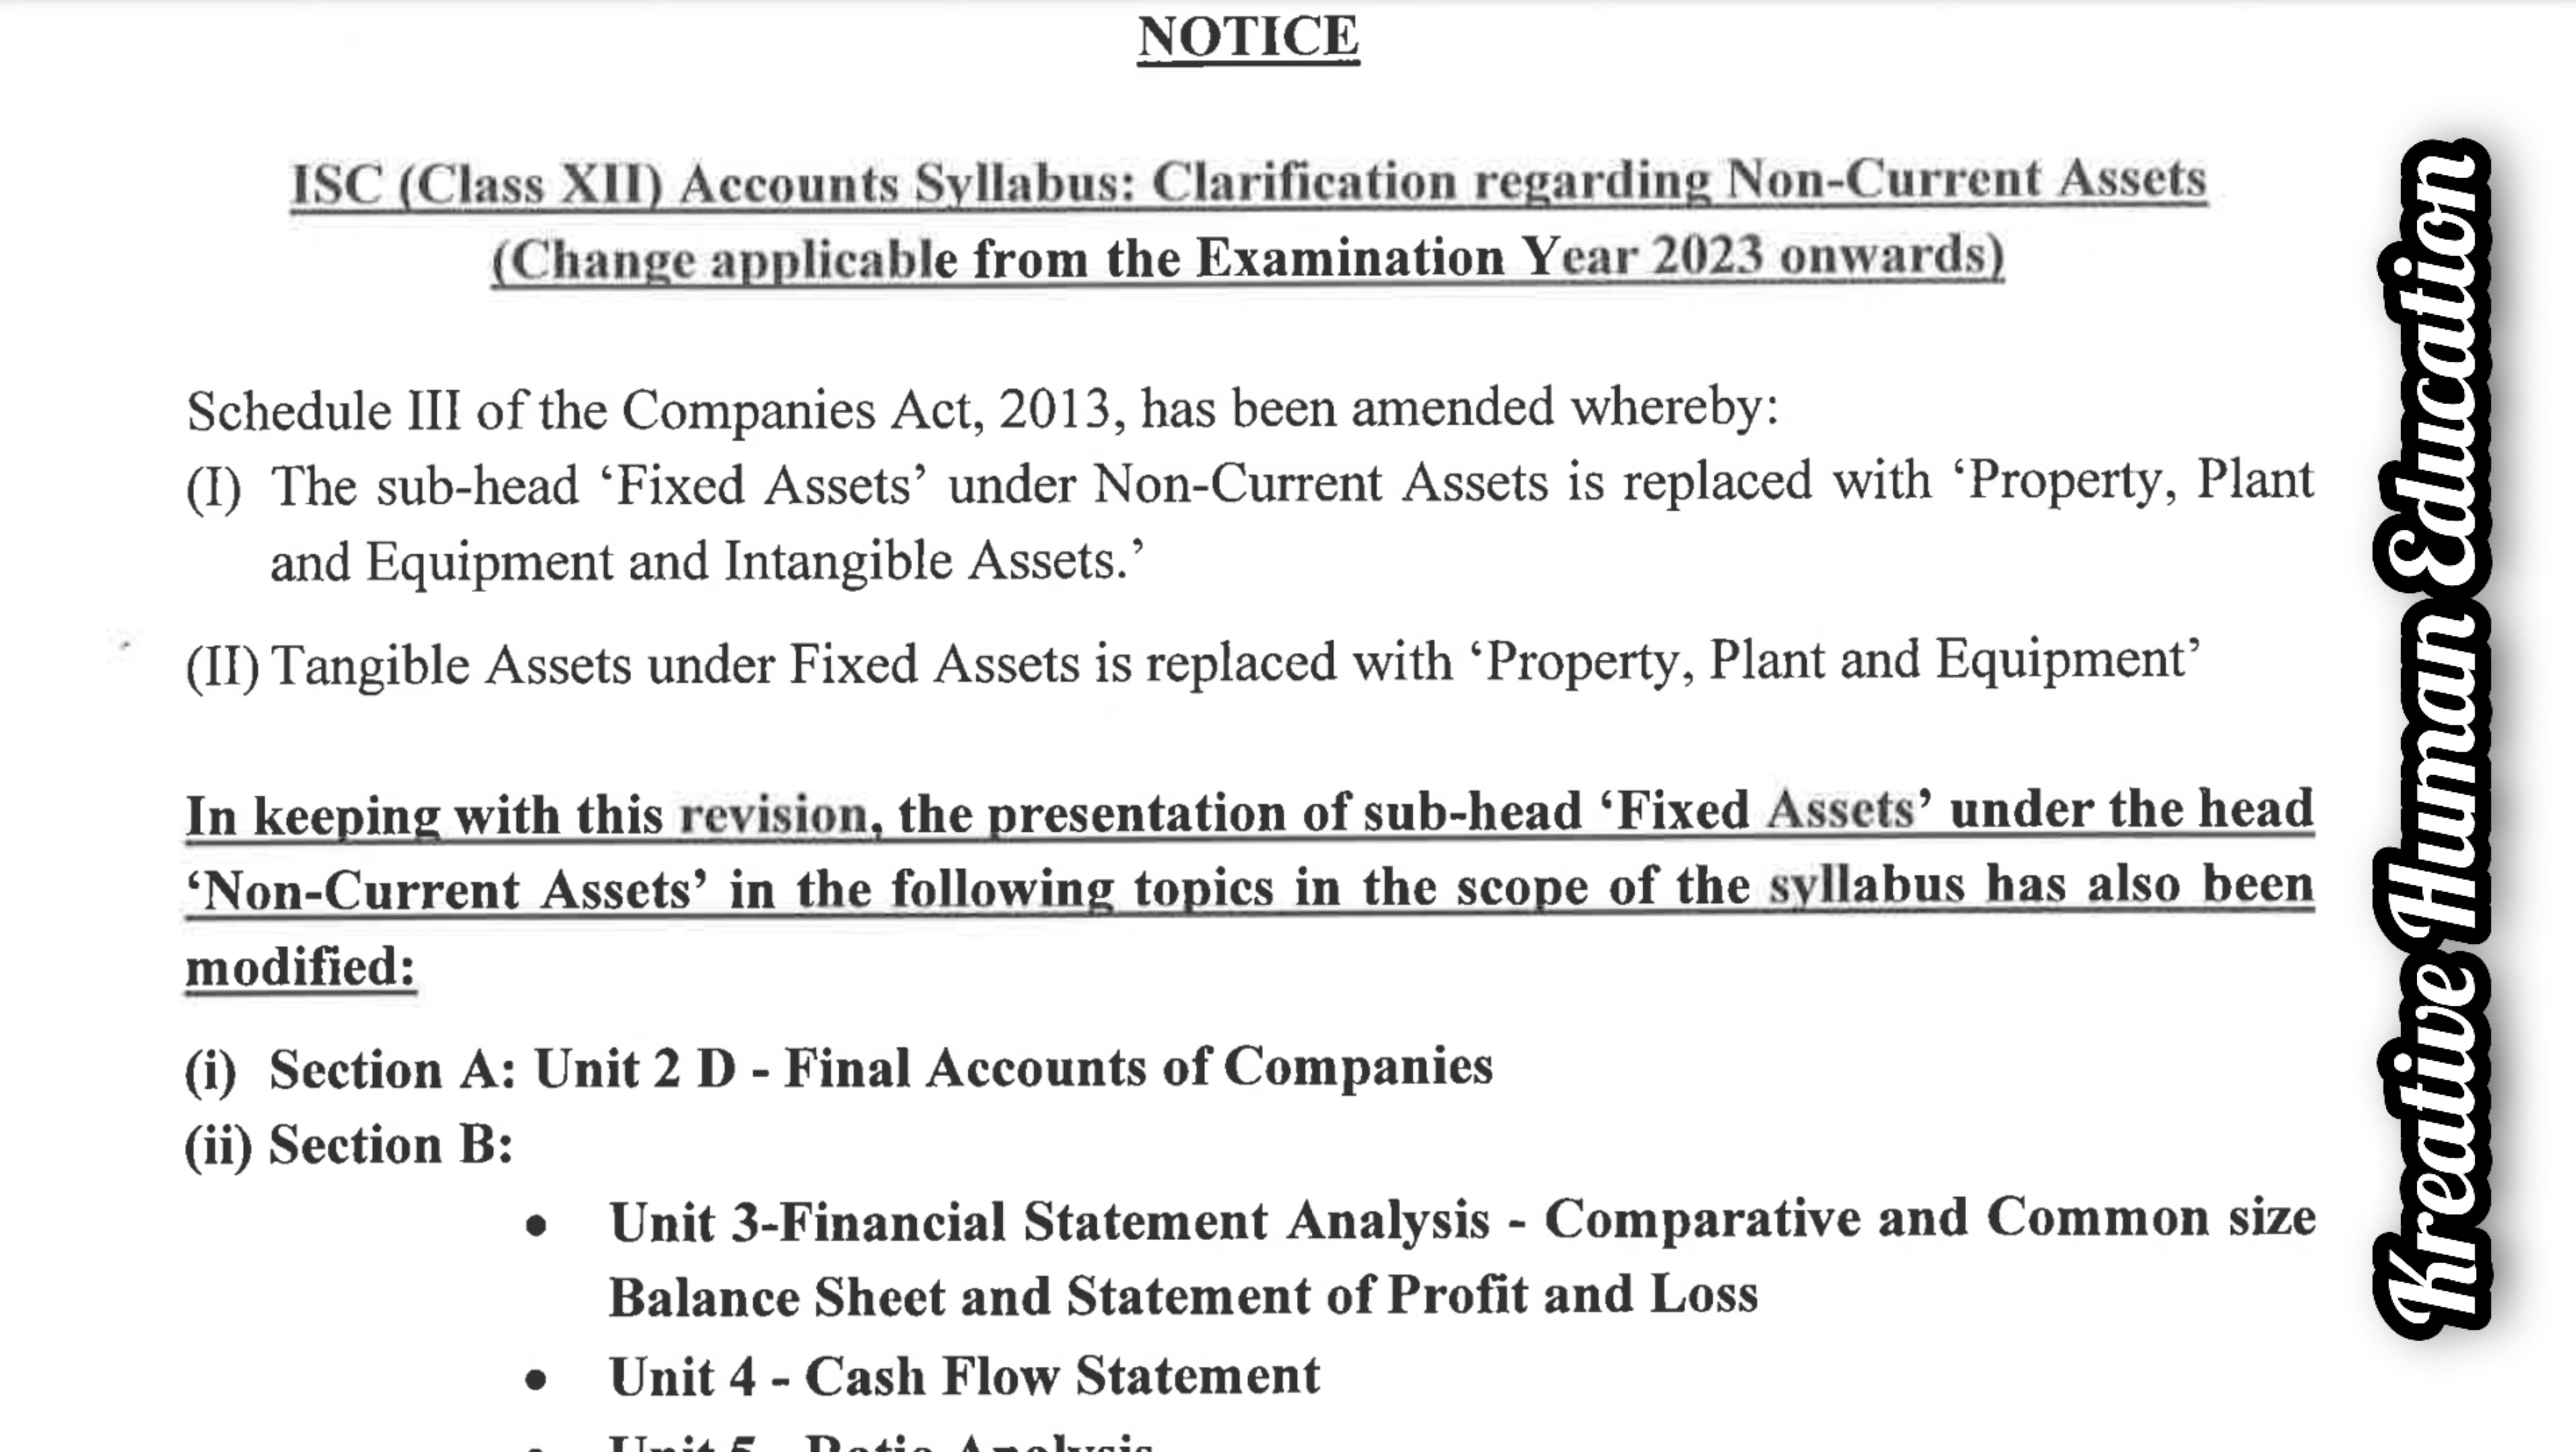 NOTICE
ISC (Class XII) Accounts Syllabus: Clarification regarding Non-Current Assets
(Change applicable from the Examination Year 2023 onwards)
Schedule III of the Companies Act, 2013, has been amended whereby:
(I) The sub-head ‘Fixed Assets’ under Non-Current Assets is replaced with ‘Property, Plant
and Equipment and Intangible Assets.’
(II) Tangible Assets under Fixed Assets is replaced with ‘Property, Plant and Equipment’
In keeping with this revision, the presentation of sub-head ‘Fixed Assets’ under the head
‘Non-Current Assets’ in the following topics in the scope of the syllabus has also been
modified:
(i) Section A: Unit 2 D - Final Accounts of Companies
(ii) Section B:
• Unit 3-Financial Statement Analysis - Comparative and Common size
Balance Sheet and Statement of Profit and Loss
• Unit 4 - Cash Flow Statement
• Unit 5 - Ratio Analysis
Kreative Human Education